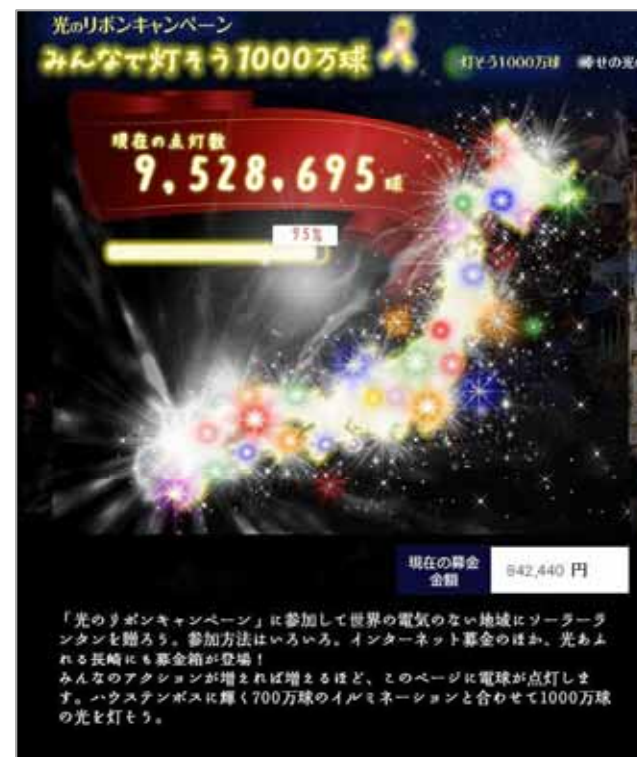 光のリボンキャンペーン
みんなで灯そう1000万球
灯そう1000万球 幸せの光
現在の点灯数
9,528,695球
95%
現在の募金
金額
842,440 円
「光のリボンキャンペーン」に参加して世界の電気のない地域にソーラーラ
ンタンを贈ろう。参加方法はいろいろ。インターネット募金のほか、光あふ
れる長崎にも募金箱が登場！
みんなのアクションが増えれば増えるほど、このページに電球が点灯しま
す。ハウステンボスに輝く700万球のイルミネーションと合わせて1000万球
の光を灯そう。